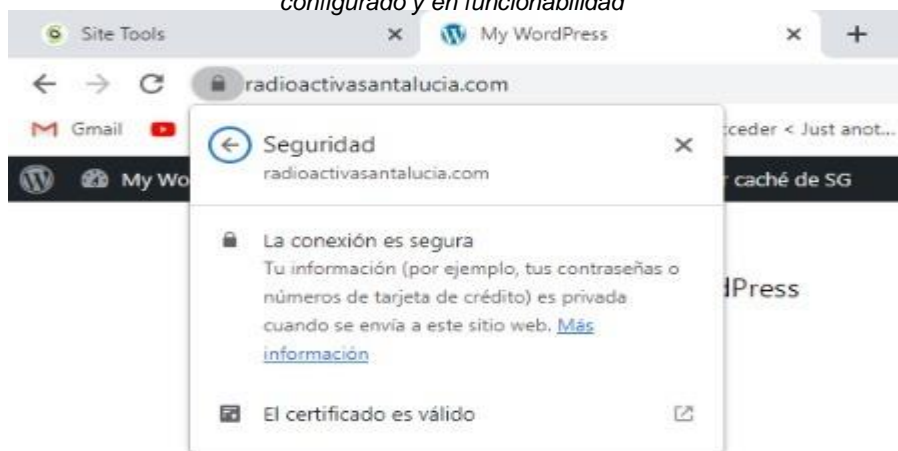 configurado y en funcionabilidad
Site Tools
My WordPress
radioactivasantalucia.com
Gmail
cceder < Just anot...
My Wo
caché de SG
Seguridad
radioactivasantalucia.com
La conexión es segura
Tu información (por ejemplo, tus contraseñas o
números de tarjeta de crédito) es privada
cuando se envía a este sitio web. Más
información
dPress
El certificado es válido